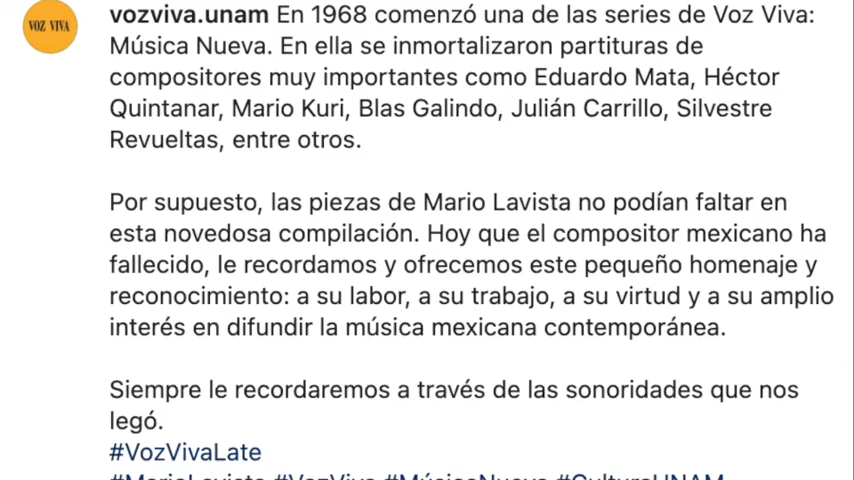 VOZ VIVA
vozviva.unam En 1968 comenzó una de las series de Voz Viva:
Música Nueva. En ella se inmortalizaron partituras de
compositores muy importantes como Eduardo Mata, Héctor
Quintanar, Mario Kuri, Blas Galindo, Julián Carrillo, Silvestre
Revueltas, entre otros.
Por supuesto, las piezas de Mario Lavista no podían faltar en
esta novedosa compilación. Hoy que el compositor mexicano ha
fallecido, le recordamos y ofrecemos este pequeño homenaje y
reconocimiento: a su labor, a su trabajo, a su virtud y a su amplio
interés en difundir la música mexicana contemporánea.
Siempre le recordaremos a través de las sonoridades que nos
legó.
#VozVivaLate
#MarioLavista #VozViva #MúsicaNueva #CulturaUNAM